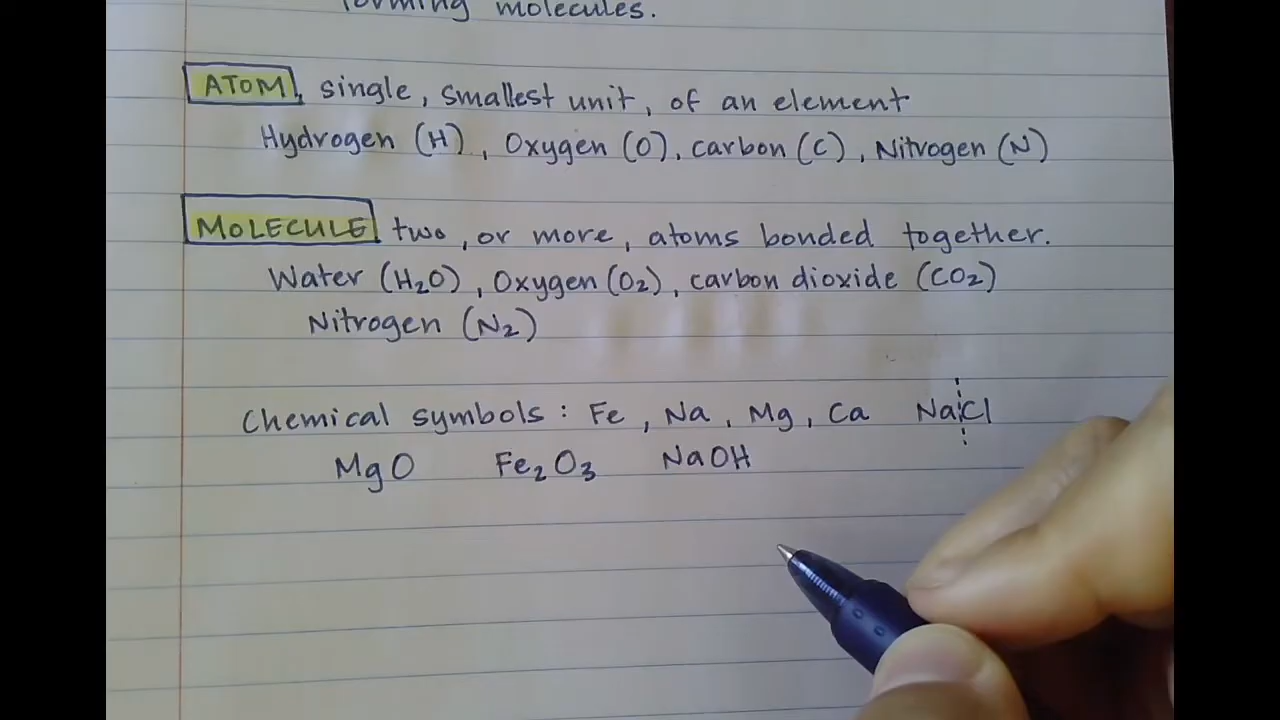 forming molecules.
ATOM, single, smallest unit, of an element
Hydrogen (H), Oxygen (O), carbon (C), Nitrogen (N)
MOLECULE two, or more, atoms bonded together.
Water (H₂O), Oxygen (O₂), carbon dioxide (CO₂)
Nitrogen (N₂)
Chemical symbols: Fe, Na, Mg, Ca NaCl
MgO Fe₂O₃ NaOH